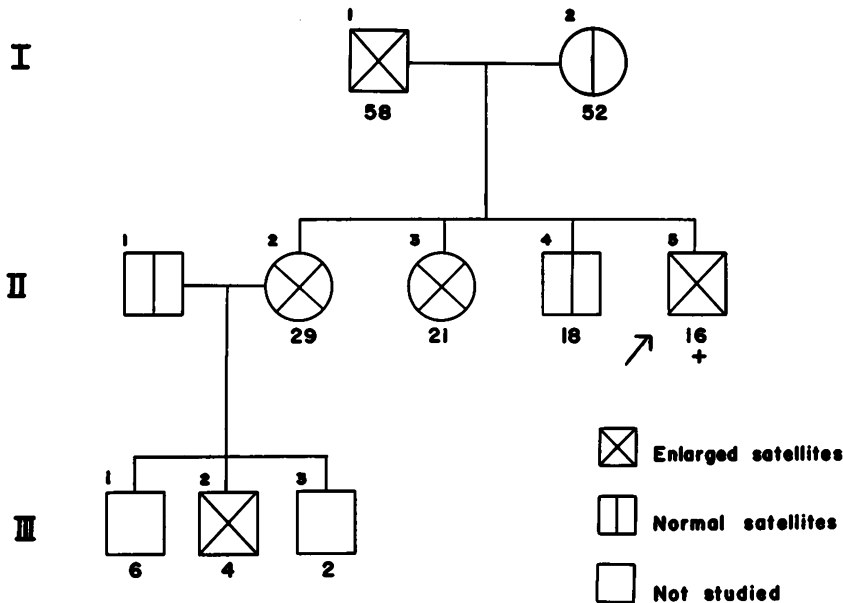 1 2
I
58 52
1 2 3 4 5
II
29 21 18 16
+
Enlarged satellites
1 2 3
Normal satellites
III
6 4 2
Not studied